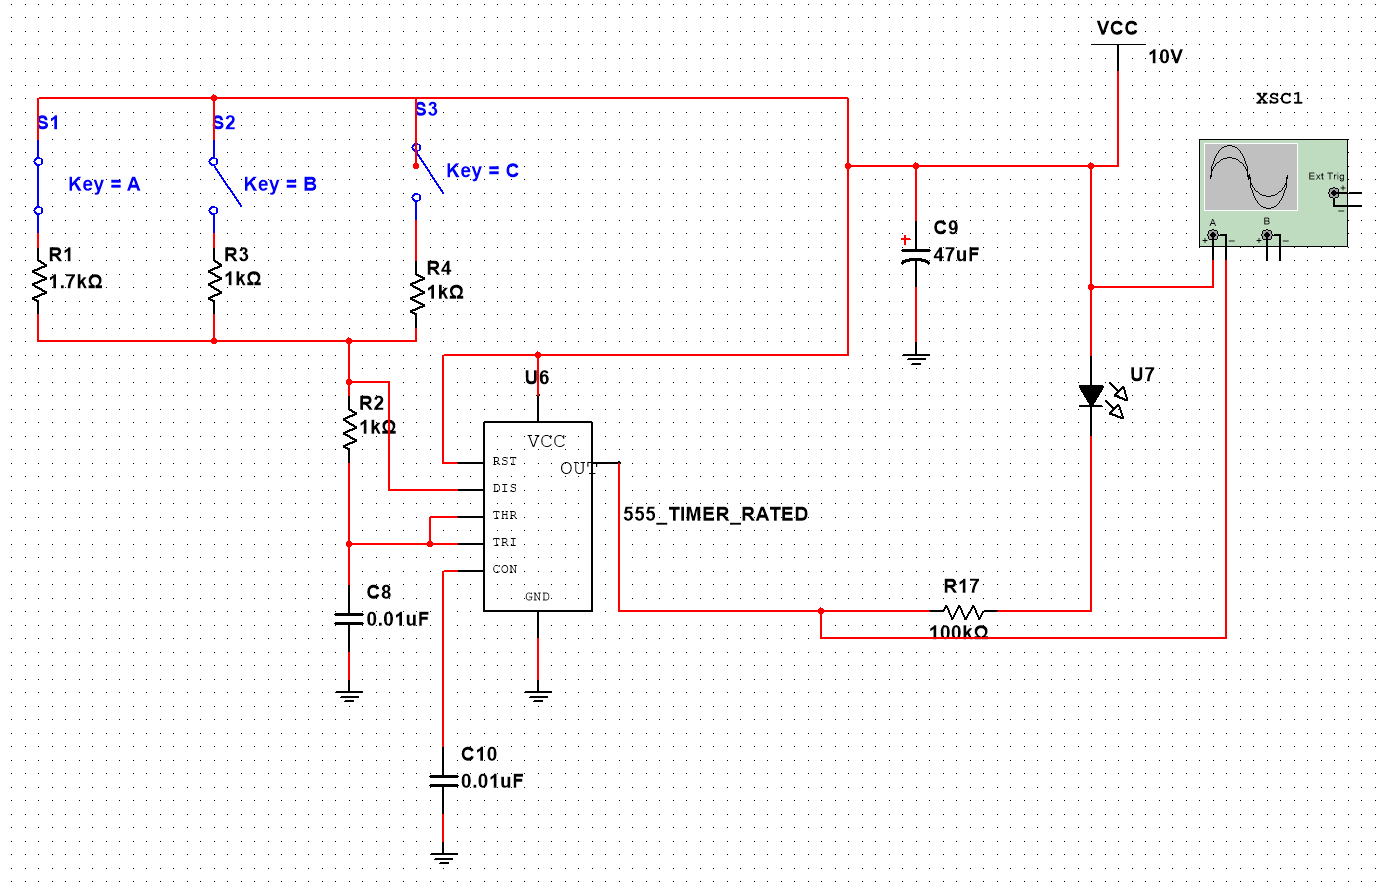 VCC
10V
XSC1
S1
S2
S3
Key = A
Key = B
Key = C
Ext Trig
+
−
A
B
+
−
+
−
R1
1.7kΩ
R3
1kΩ
R4
1kΩ
+
C9
47uF
U6
U7
R2
1kΩ
VCC
RST
OUT
DIS
THR
TRI
CON
GND
555_TIMER_RATED
C8
0.01uF
R17
100kΩ
C10
0.01uF